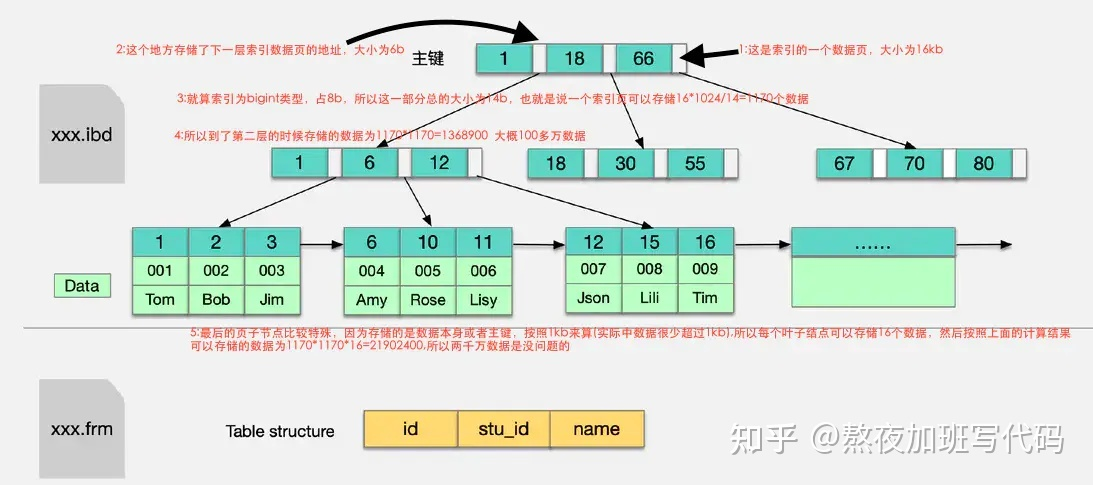 2:这个地方存储了下一层索引数据页的地址，大小为6b
主键
1 18 66
1:这是索引的一个数据页，大小为16kb
3:就算索引为bigint类型，占8b，所以这一部分总的大小为14b，也就是说一个索引页可以存储16*1024/14=1170个数据
xxx.ibd
4:所以到了第二层的时候存储的数据为1170*1170=1368900 大概100多万数据
1 6 12
18 30 55
67 70 80
1 2 3
6 10 11
12 15 16
……
Data
001 002 003
004 005 006
007 008 009
Tom Bob Jim
Amy Rose Lisy
Json Lili Tim
5:最后的页子节点比较特殊，因为存储的是数据本身或者主键，按照1kb来算(实际中数据很少超过1kb),所以每个叶子结点可以存储16个数据，然后按照上面的计算结果
可以存储的数据为1170*1170*16=21902400,所以两千万数据是没问题的
xxx.frm
Table structure
id stu_id name
知乎 @熬夜加班写代码